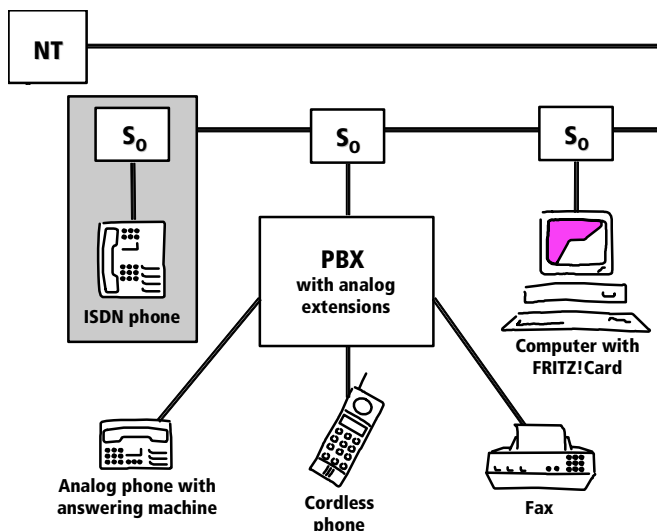 NT
S0
S0
S0
PBX
with analog
extensions
ISDN phone
Computer with
FRITZ!Card
Analog phone with
answering machine
Cordless
phone
Fax